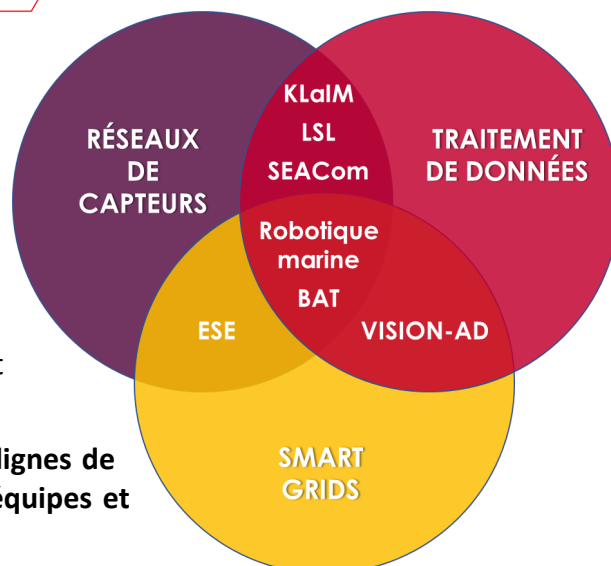 KLaIM
LSL
SEACom
RÉSEAUX
DE
CAPTEURS
TRAITEMENT
DE DONNÉES
Robotique
marine
BAT
ESE
VISION-AD
t
lignes de
équipes et
SMART
GRIDS